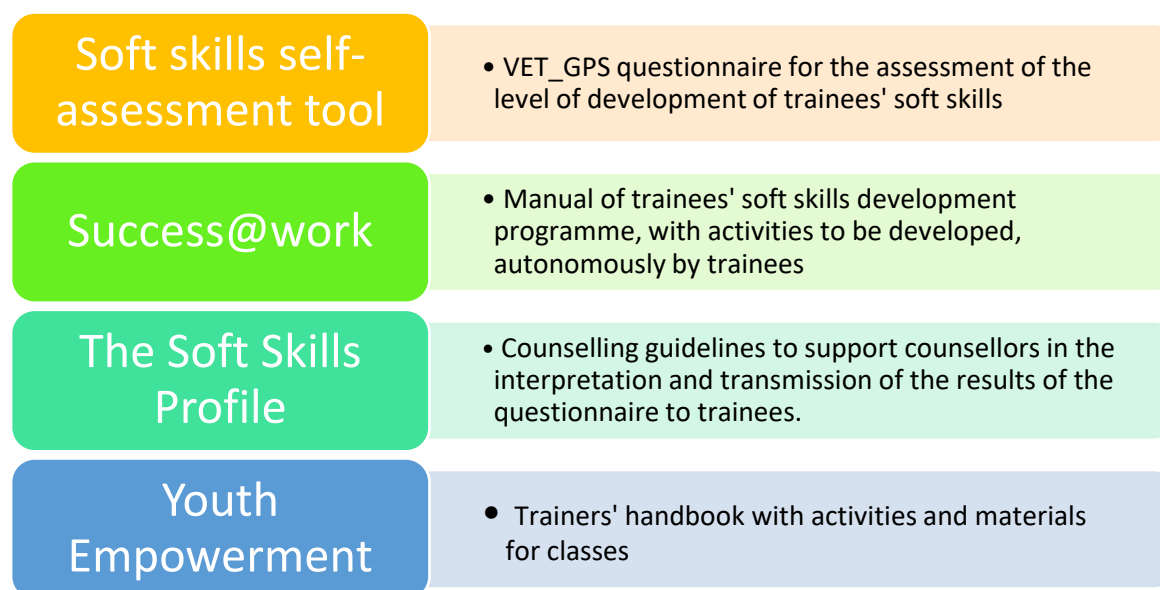 Soft skills self-
assessment tool
• VET_GPS questionnaire for the assessment of the
level of development of trainees' soft skills
Success@work
• Manual of trainees' soft skills development
programme, with activities to be developed,
autonomously by trainees
The Soft Skills
Profile
• Counselling guidelines to support counsellors in the
interpretation and transmission of the results of the
questionnaire to trainees.
Youth
Empowerment
• Trainers' handbook with activities and materials
for classes